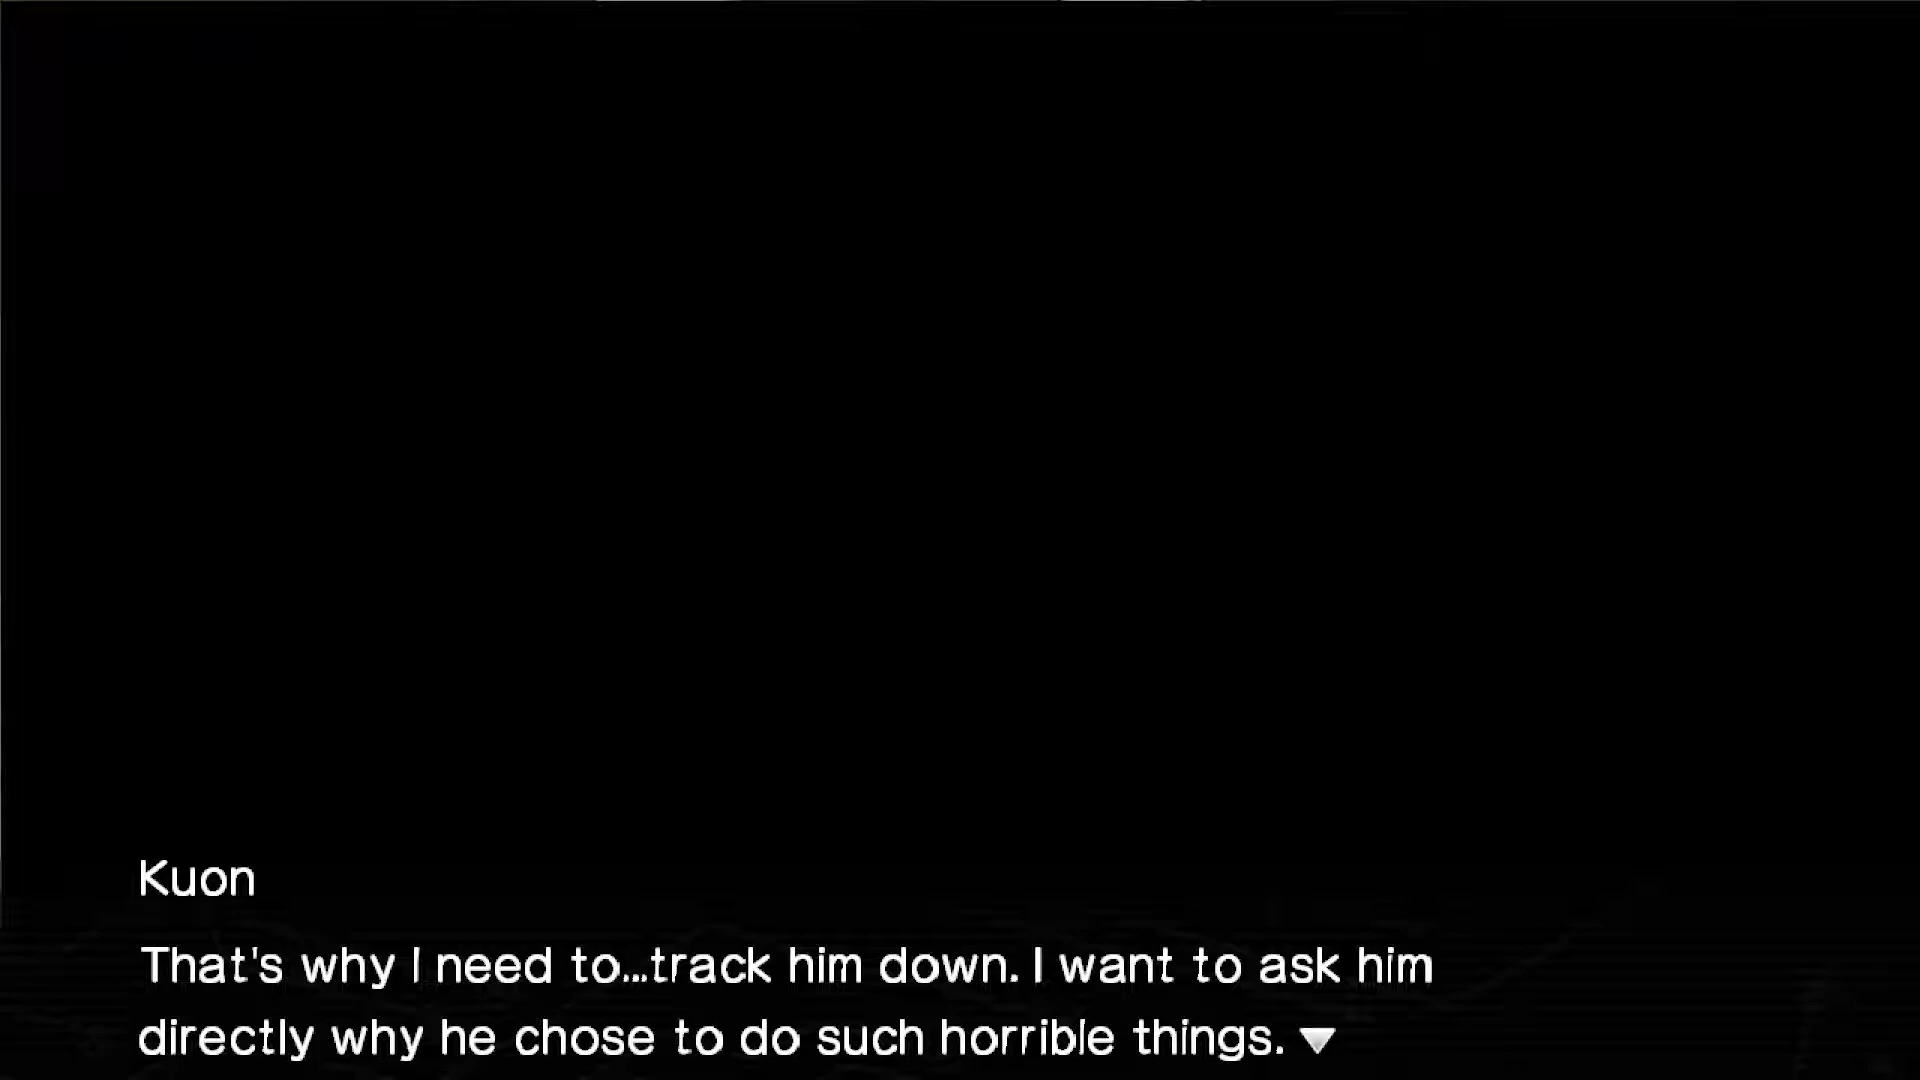 Kuon
That's why I need to...track him down. I want to ask him
directly why he chose to do such horrible things.